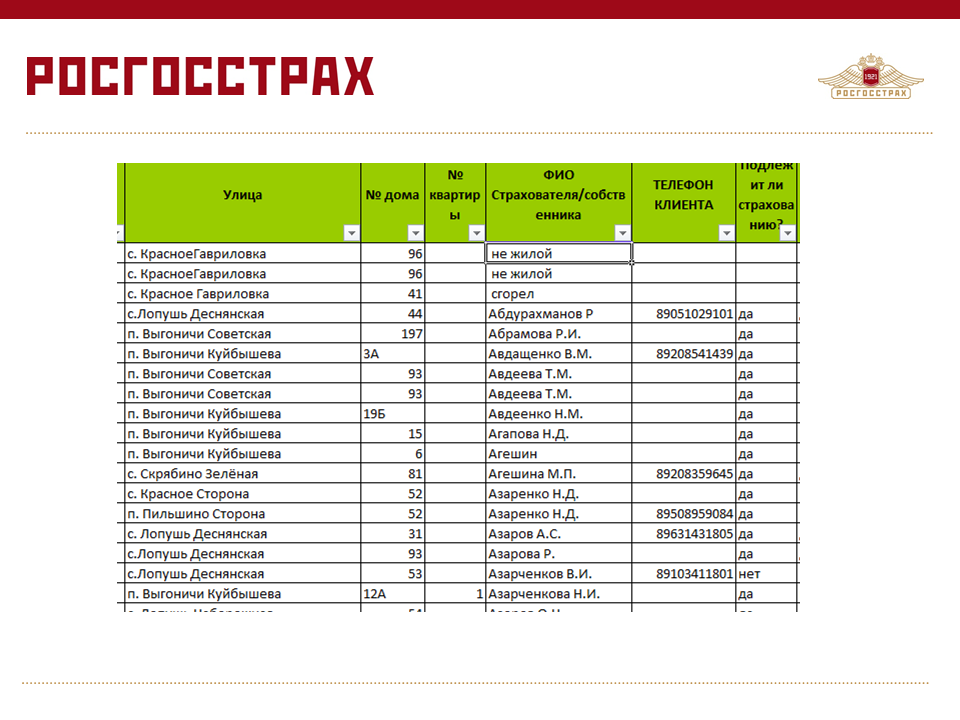 РОСГОССТРАХ
1921
РОСГОССТРАХ
Улица № дома № квартиры ФИО Страхователя/собственника ТЕЛЕФОН КЛИЕНТА Подлежит ли страхованию?
с. КрасноеГавриловка 96 не жилой
с. КрасноеГавриловка 96 не жилой
с. Красное Гавриловка 41 сгорел
с.Лопушь Деснянская 44 Абдурахманов Р 89051029101 да
п. Выгоничи Советская 197 Абрамова Р.И. да
п. Выгоничи Куйбышева 3А Авдащенко В.М. 89208541439 да
п. Выгоничи Советская 93 Авдеева Т.М. да
п. Выгоничи Советская 93 Авдеева Т.М. да
п. Выгоничи Куйбышева 19Б Авдеенко Н.М. да
п. Выгоничи Куйбышева 15 Агапова Н.Д. да
п. Выгоничи Куйбышева 6 Агешин да
с. Скрябино Зелёная 81 Агешина М.П. 89208359645 да
с. Красное Сторона 52 Азаренко Н.Д. да
п. Пильшино Сторона 52 Азаренко Н.Д. 89508959084 да
с. Лопушь Деснянская 31 Азаров А.С. 89631431805 да
с.Лопушь Деснянская 93 Азарова Р. да
с.Лопушь Деснянская 53 Азарченков В.И. 89103411801 нет
п. Выгоничи Куйбышева 12А 1 Азарченкова Н.И. да